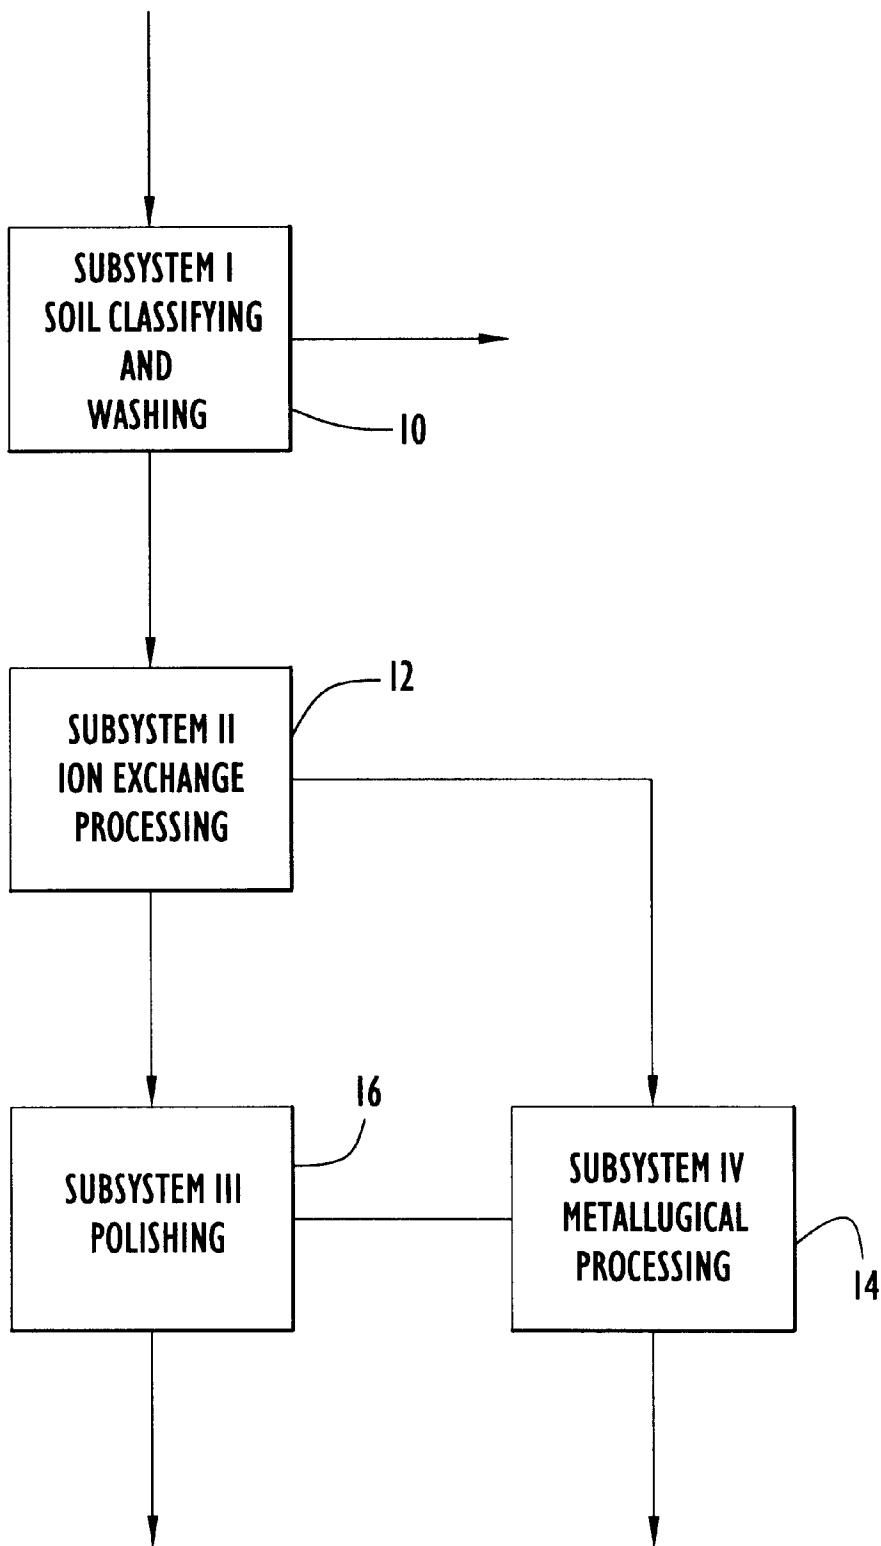 SUBSYSTEM I
SOIL CLASSIFYING
AND
WASHING
10
12
SUBSYSTEM II
ION EXCHANGE
PROCESSING
16
SUBSYSTEM III
POLISHING
SUBSYSTEM IV
METALLUGICAL
PROCESSING
14